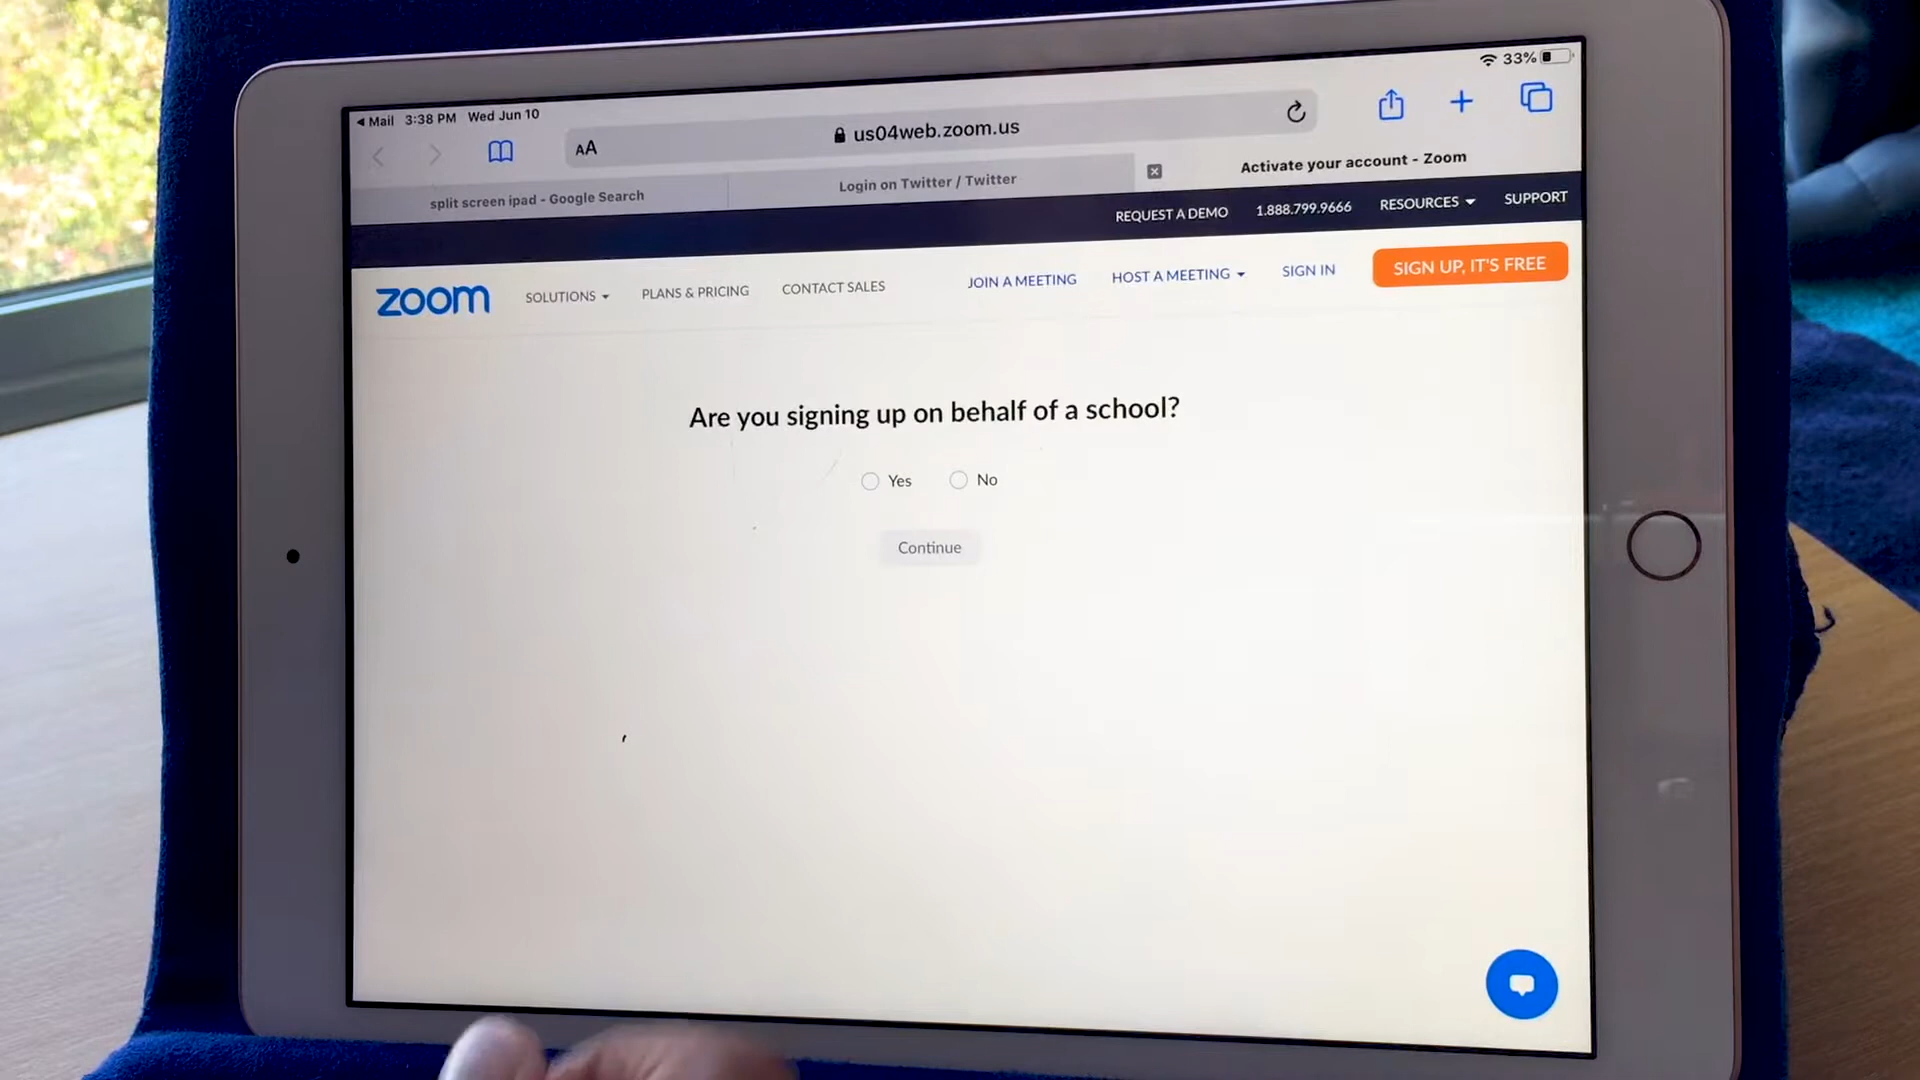 Mail 3:38 PM Wed Jun 10
33%
AA
us04web.zoom.us
split screen ipad - Google Search
Login on Twitter / Twitter
Activate your account - Zoom
REQUEST A DEMO 1.888.799.9666 RESOURCES SUPPORT
zoom SOLUTIONS PLANS & PRICING CONTACT SALES JOIN A MEETING HOST A MEETING SIGN IN SIGN UP, IT'S FREE
Are you signing up on behalf of a school?
Yes No
Continue